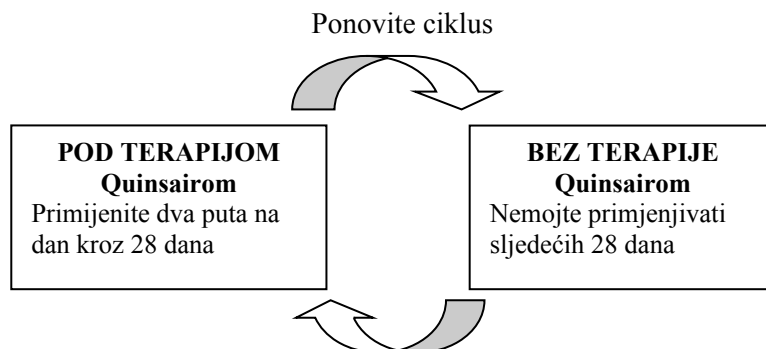 Ponovite ciklus
POD TERAPIJOM
Quinsairom
Primijenite dva puta na
dan kroz 28 dana
BEZ TERAPIJE
Quinsairom
Nemojte primjenjivati
sljedećih 28 dana